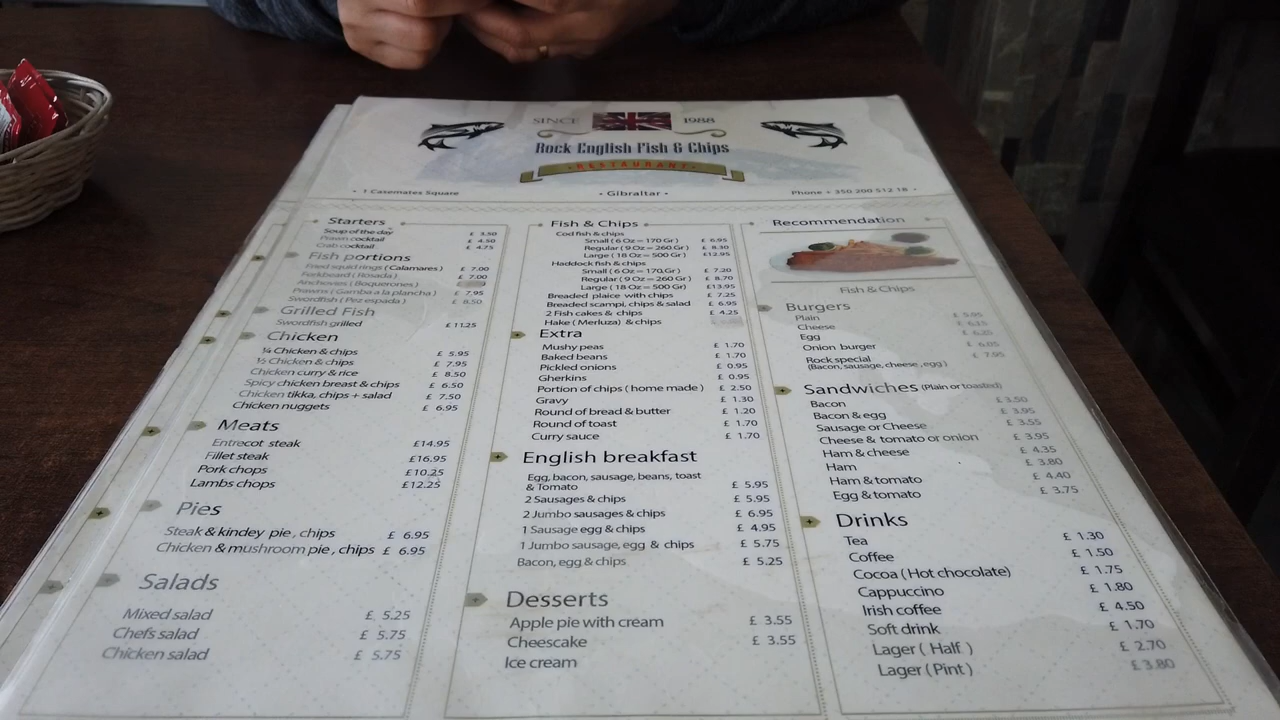 SINCE 1988
Rock English Fish & Chips
RESTAURANT
• 1 Casemates Square • Gibraltar • Phone + 350 200 512 18 •
Starters
Soup of the day £ 3.50
Prawn cocktail £ 4.50
Crab cocktail £ 4.75
Fish portions
Fried squid rings ( Calamares ) £ 7.00
( Rosada ) £ 7.00
Anchevies ( Boquerones )
Prawns ( Gamba a la plancha ) £ 7.95
Swordfish ( Pez espada ) £ 8.50
Grilled Fish
Swordfish grilled £ 11.25
Chicken
¼ Chicken & chips £ 5.95
½ Chicken & chips £ 7.95
Chicken curry & rice £ 8.50
Spicy chicken breast & chips £ 6.50
Chicken tikka, chips + salad £ 7.50
Chicken nuggets £ 6.95
Meats
Entrecot steak £14.95
Fillet steak £16.95
Pork chops £10.25
Lambs chops £12.25
Pies
Steak & kindey pie , chips £ 6.95
Chicken & mushroom pie , chips £ 6.95
Salads
Mixed salad £ 5.25
Chefs salad £ 5.75
Chicken salad £ 5.75
Fish & Chips
Cod fish & chips
Small ( 6 Oz = 170 Gr ) £ 6.95
Regular ( 9 Oz = 260 Gr ) £ 8.30
Large ( 18 Oz = 500 Gr ) £12.95
Haddock fish & chips
Small ( 6 Oz = 170 Gr ) £ 7.20
Regular ( 9 Oz = 260 Gr ) £ 8.70
Large ( 18 Oz = 500 Gr ) £13.95
Breaded plaice with chips £ 7.25
Breaded scampi, chips & salad £ 6.95
2 Fish cakes & chips £ 4.25
Hake ( Merluza ) & chips
Extra
Mushy peas £ 1.70
Baked beans £ 1.70
Pickled onions £ 0.95
Gherkins £ 0.95
Portion of chips ( home made ) £ 2.50
Gravy £ 1.30
Round of bread & butter £ 1.20
Round of toast £ 1.70
Curry sauce £ 1.70
English breakfast
Egg, bacon, sausage, beans, toast
& Tomato £ 5.95
2 Sausages & chips £ 5.95
2 Jumbo sausages & chips £ 6.95
1 Sausage egg & chips £ 4.95
1 Jumbo sausage, egg & chips £ 5.75
Bacon, egg & chips £ 5.25
Desserts
Apple pie with cream £ 3.55
Cheescake £ 3.55
Ice cream
Recommendation
Fish & Chips
Burgers
Plain £ 5.95
Cheese £ 6.15
Egg £ 6.25
Onion burger £ 6.05
Rock special £ 7.95
(Bacon, sausage, cheese , egg )
Sandwiches (Plain or toasted)
Bacon £ 3.50
Bacon & egg £ 3.95
Sausage or Cheese £ 3.55
Cheese & tomato or onion £ 3.95
Ham & cheese £ 4.35
Ham £ 3.80
Ham & tomato £ 4.40
Egg & tomato £ 3.75
Drinks
Tea £ 1.30
Coffee £ 1.50
Cocoa ( Hot chocolate) £ 1.75
Cappuccino £ 1.80
Irish coffee £ 4.50
Soft drink £ 1.70
Lager ( Half ) £ 2.70
Lager ( Pint ) £ 3.80